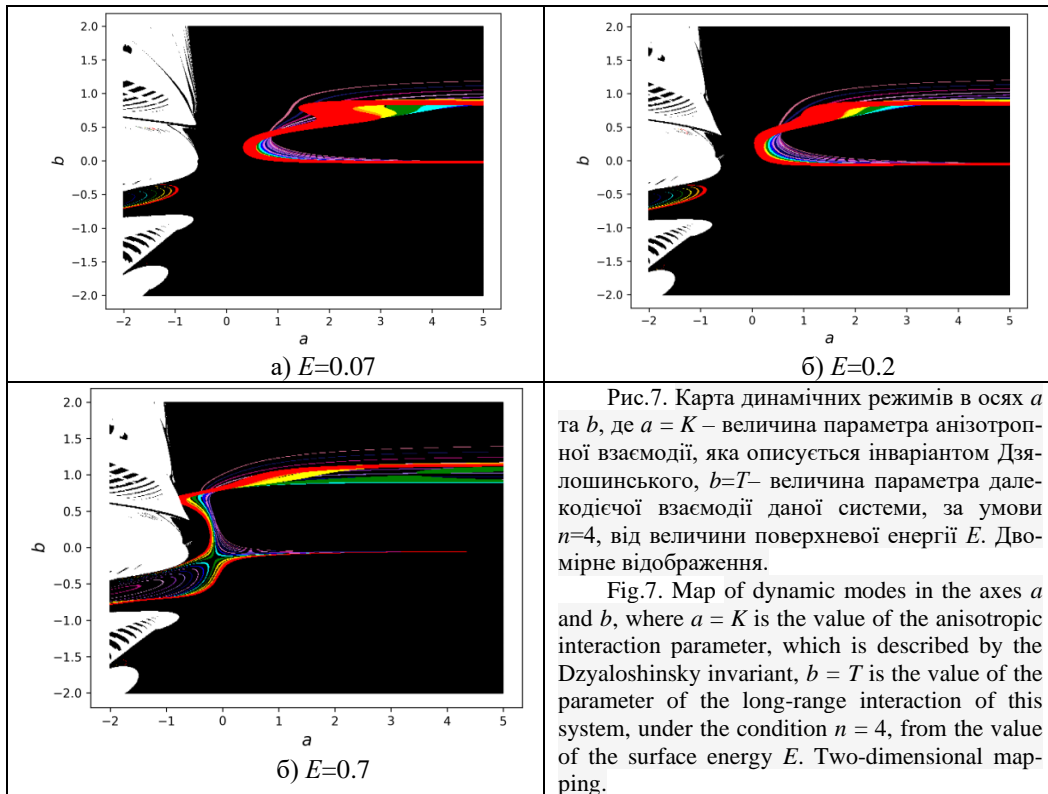 2.0
1.5
1.0
0.5
0.0
−0.5
−1.0
−1.5
−2.0
b
−2 −1 0 1 2 3 4 5
a
а) E=0.07
2.0
1.5
1.0
0.5
0.0
−0.5
−1.0
−1.5
−2.0
b
−2 −1 0 1 2 3 4 5
a
б) E=0.2
2.0
1.5
1.0
0.5
0.0
−0.5
−1.0
−1.5
−2.0
b
−2 −1 0 1 2 3 4 5
a
б) E=0.7
Рис.7. Карта динамічних режимів в осях a
та b, де a = K – величина параметра анізотроп-
ної взаємодії, яка описується інваріантом Дзя-
лошинського, b=T– величина параметра дале-
кодієчої взаємодії даної системи, за умови
n=4, від величини поверхневої енергії E. Дво-
мірне відображення.
Fig.7. Map of dynamic modes in the axes a
and b, where a = K is the value of the anisotropic
interaction parameter, which is described by the
Dzyaloshinsky invariant, b = T is the value of the
parameter of the long-range interaction of this
system, under the condition n = 4, from the value
of the surface energy E. Two-dimensional map-
ping.